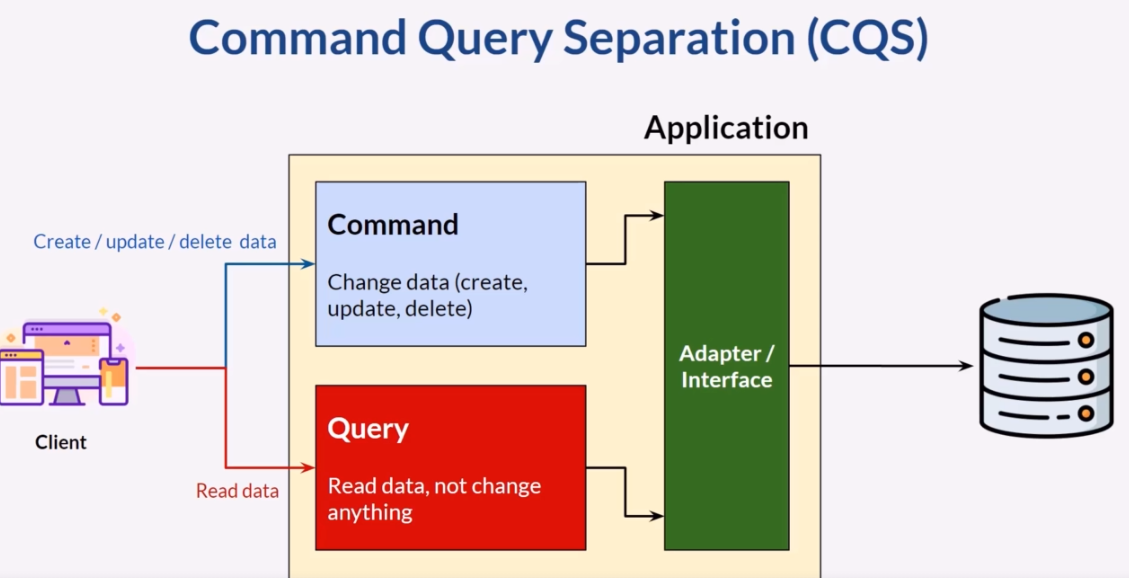 Command Query Separation (CQS)
Application
Create / update / delete data
Command
Change data (create,
update, delete)
Adapter /
Interface
Client
Query
Read data, not change
anything
Read data